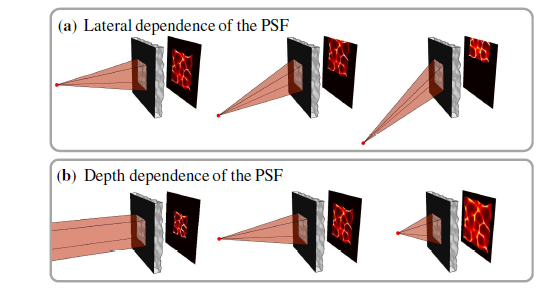 (a) Lateral dependence of the PSF
(b) Depth dependence of the PSF